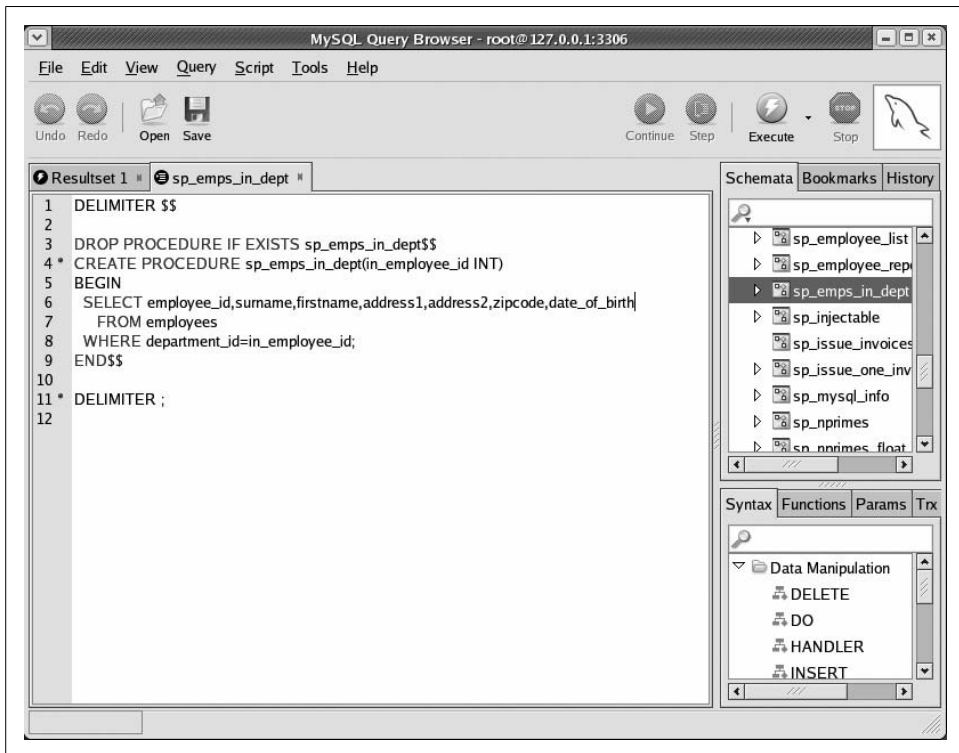 MySQL Query Browser - root@127.0.0.1:3306
File Edit View Query Script Tools Help
Undo Redo Open Save Continue Step Execute STOP Stop
Resultset 1 sp_emps_in_dept
1 DELIMITER $$
2
3 DROP PROCEDURE IF EXISTS sp_emps_in_dept$$
4 * CREATE PROCEDURE sp_emps_in_dept(in_employee_id INT)
5 BEGIN
6 SELECT employee_id,surname,firstname,address1,address2,zipcode,date_of_birth
7 FROM employees
8 WHERE department_id=in_employee_id;
9 END$$
10
11 * DELIMITER ;
12
Schemata Bookmarks History
sp_employee_list
sp_employee_rep
sp_emps_in_dept
sp_injectable
sp_issue_invoices
sp_issue_one_inv
sp_mysql_info
sp_nprimes
sp_nprimes_float
Syntax Functions Params Trx
Data Manipulation
DELETE
DO
HANDLER
INSERT